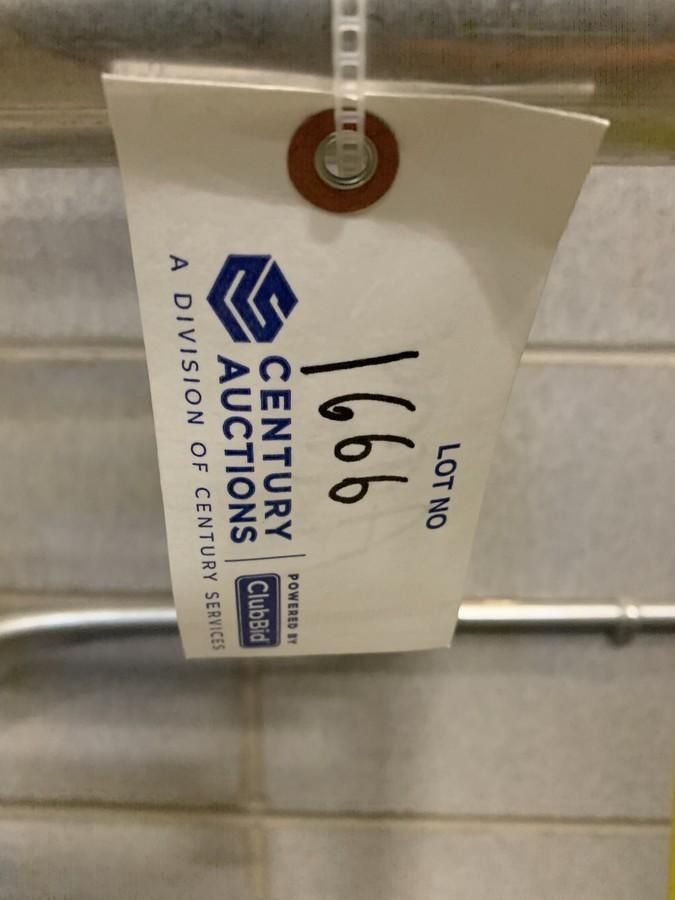 LOT NO
1666
CENTURY
AUCTIONS
POWERED BY
ClubBid
A DIVISION OF CENTURY SERVICES